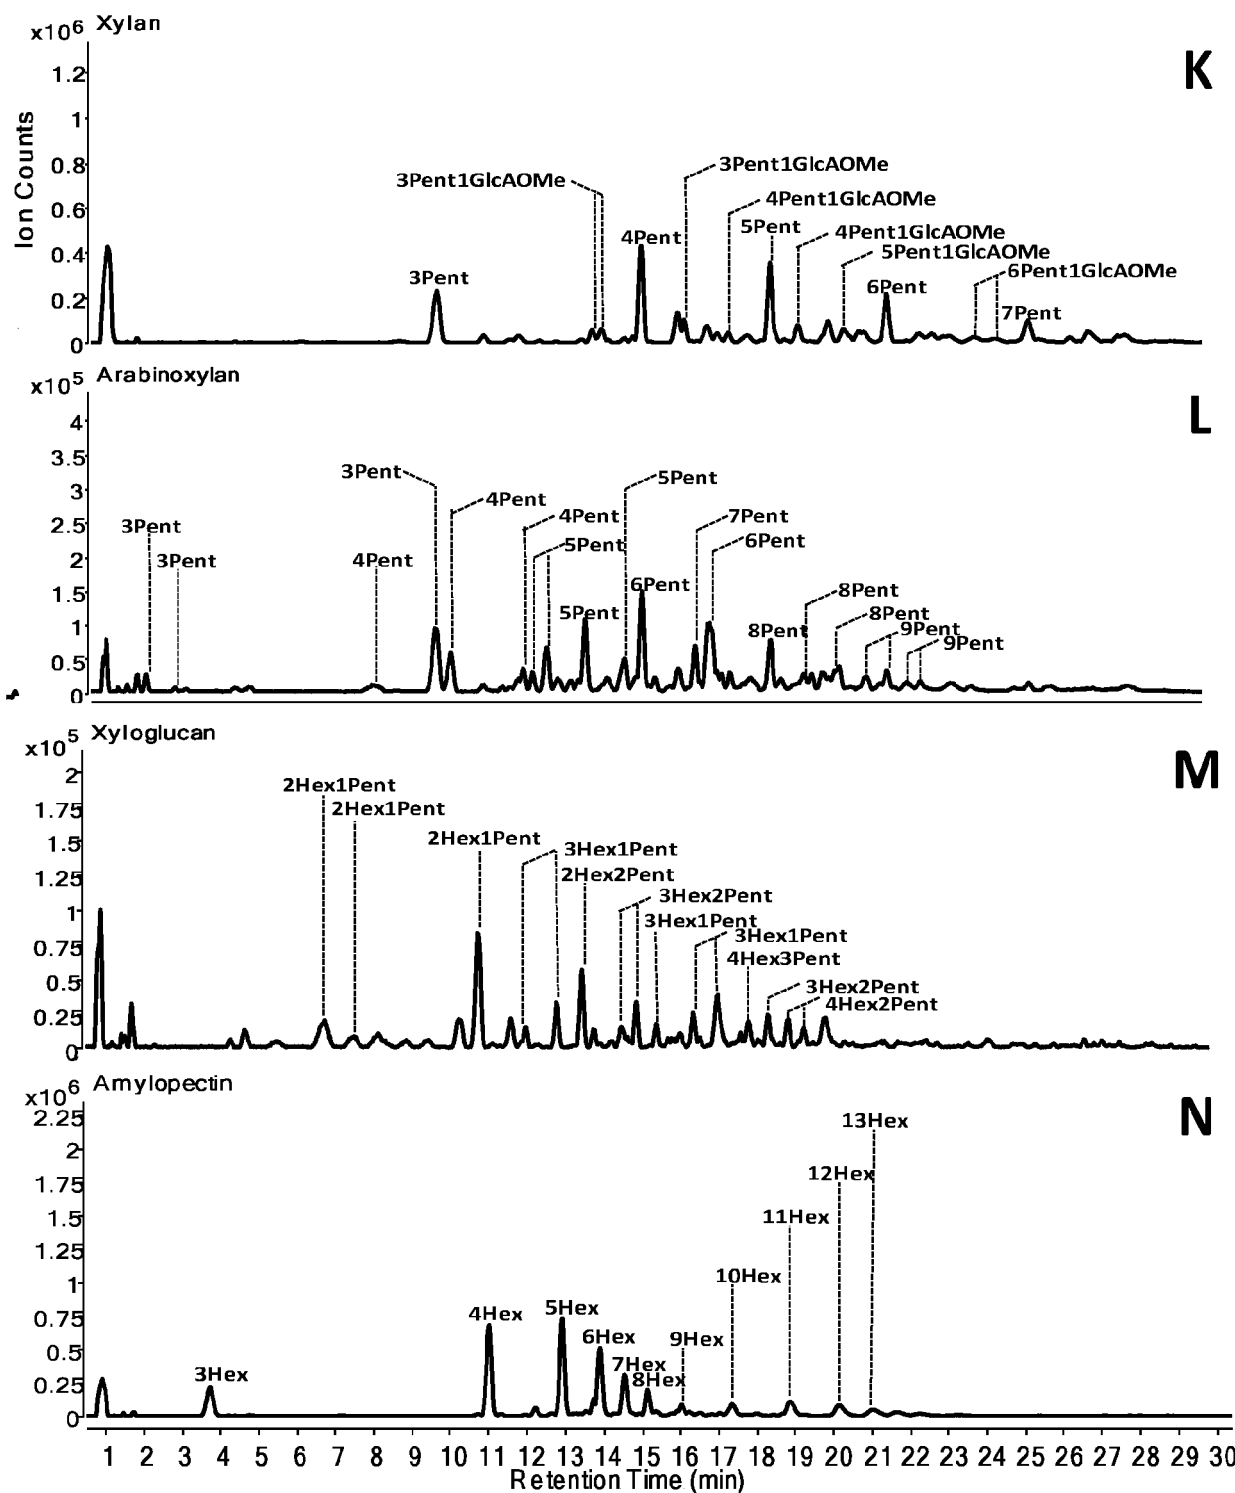 Xylan
x10⁶
K
1.2
1
0.8
0.6
0.4
0.2
0
Ion Counts
3Pent1GlcAOMe
3Pent1GlcAOMe
4Pent1GlcAOMe
5Pent
4Pent
4Pent1GlcAOMe
5Pent1GlcAOMe
6Pent1GlcAOMe
3Pent
6Pent
7Pent
Arabinoxylan
x10⁵
L
4
3.5
3
2.5
2
1.5
1
0.5
0
3Pent
5Pent
4Pent
3Pent
4Pent
7Pent
3Pent
4Pent
5Pent
6Pent
6Pent
8Pent
5Pent
8Pent
8Pent
9Pent
9Pent
Xyloglucan
x10⁵
M
2
1.75
1.5
1.25
1
0.75
0.5
0.25
0
2Hex1Pent
2Hex1Pent
2Hex1Pent
3Hex1Pent
2Hex2Pent
3Hex2Pent
3Hex1Pent
3Hex1Pent
4Hex3Pent
3Hex2Pent
4Hex2Pent
Amylopectin
x10⁶
N
2.25
2
1.75
1.5
1.25
1
0.75
0.5
0.25
0
13Hex
12Hex
11Hex
10Hex
4Hex
5Hex
6Hex
9Hex
7Hex
8Hex
3Hex
1 2 3 4 5 6 7 8 9 10 11 12 13 14 15 16 17 18 19 20 21 22 23 24 25 26 27 28 29 30
Retention Time (min)